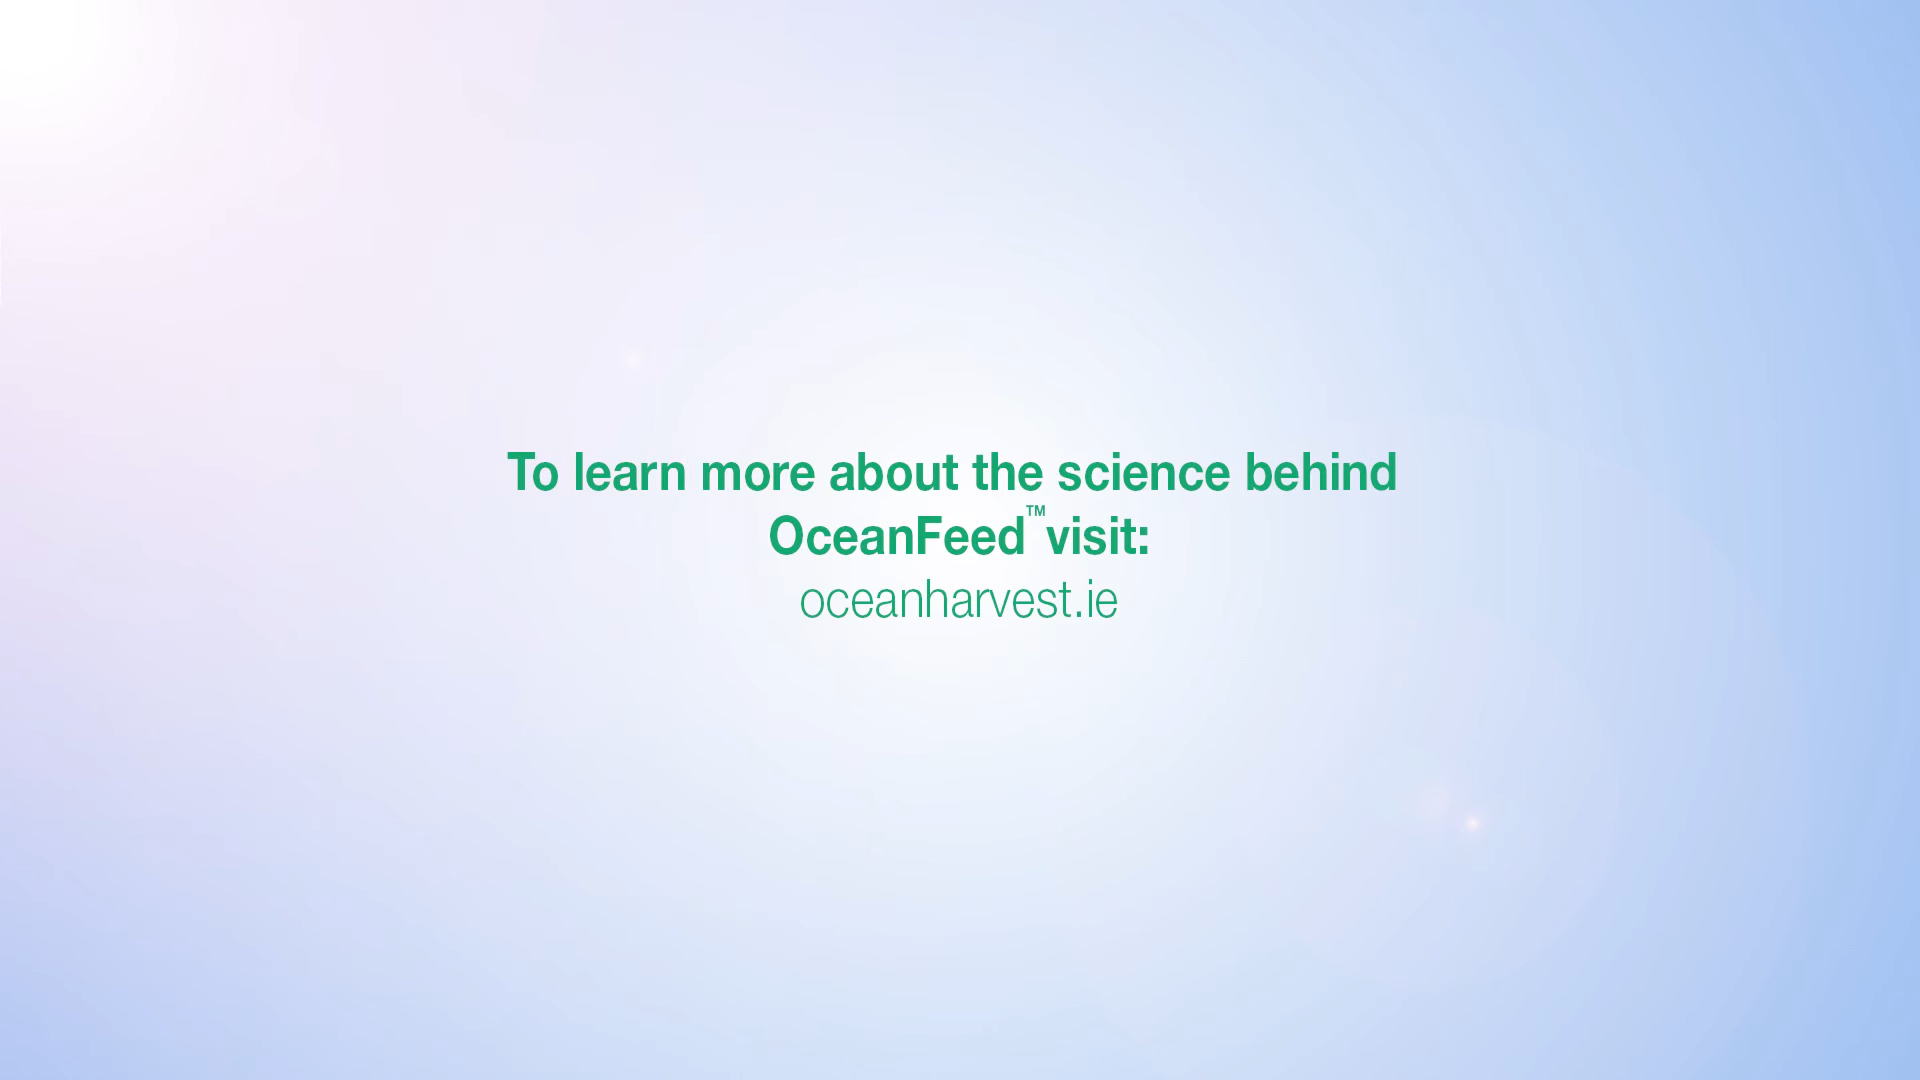 To learn more about the science behind
OceanFeed™ visit:
oceanharvest.ie